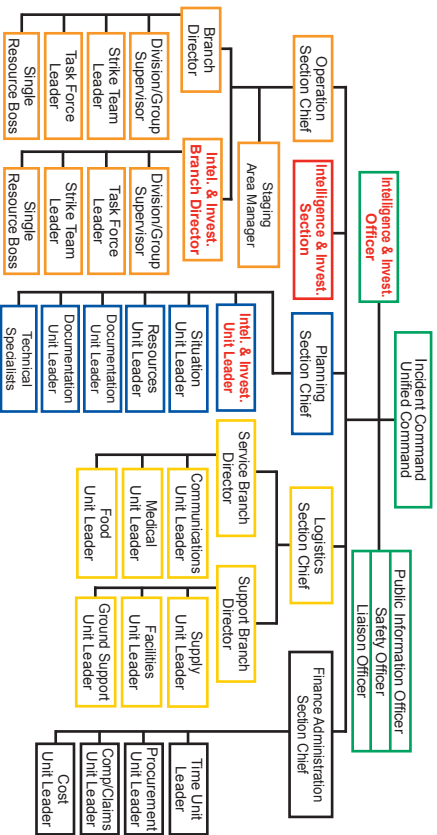 Incident Command
Unified Command
Intelligence & Invest.
Officer
Public Information Officer
Safety Officer
Liaison Officer
Operation
Section Chief
Intelligence & Invest.
Section
Planning
Section Chief
Logistics
Section Chief
Finance Administration
Section Chief
Staging
Area Manager
Branch
Director
Division/Group
Supervisor
Strike Team
Leader
Task Force
Leader
Single
Resource Boss
Intel. & Invest.
Branch Director
Division/Group
Supervisor
Task Force
Leader
Strike Team
Leader
Single
Resource Boss
Intel. & Invest.
Unit Leader
Situation
Unit Leader
Resources
Unit Leader
Documentation
Unit Leader
Documentation
Unit Leader
Technical
Specialists
Service Branch
Director
Communications
Unit Leader
Medical
Unit Leader
Food
Unit Leader
Support Branch
Director
Supply
Unit Leader
Facilities
Unit Leader
Ground Support
Unit Leader
Time Unit
Leader
Procurement
Unit Leader
Comp/Claims
Unit Leader
Cost
Unit Leader